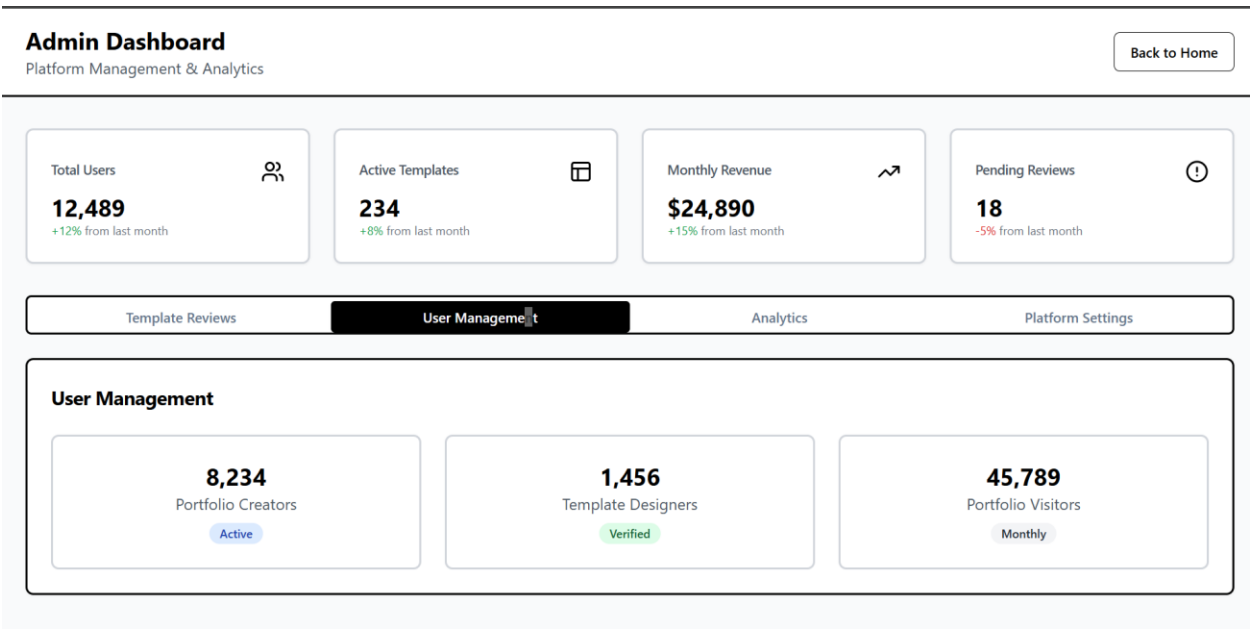 Admin Dashboard
Platform Management & Analytics
Back to Home
Total Users
12,489
+12% from last month
Active Templates
234
+8% from last month
Monthly Revenue
$24,890
+15% from last month
Pending Reviews
18
-5% from last month
Template Reviews
User Management
Analytics
Platform Settings
User Management
8,234
Portfolio Creators
Active
1,456
Template Designers
Verified
45,789
Portfolio Visitors
Monthly